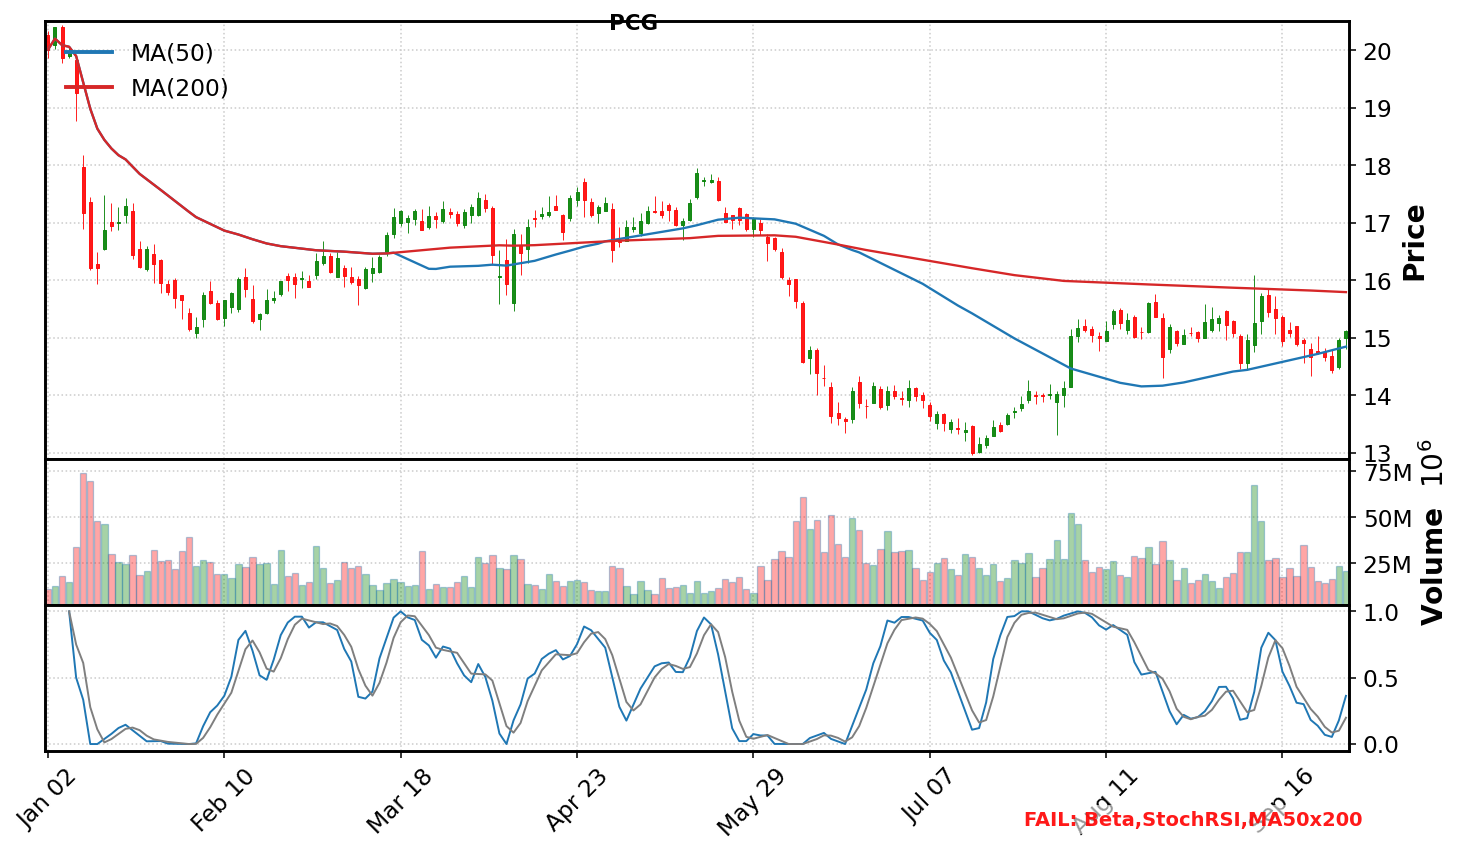 PCG
MA(50)
MA(200)
20
19
18
17
16
15
14
13
Price
75M
50M
25M
Volume 10^6
1.0
0.5
0.0
Jan 02
Feb 10
Mar 18
Apr 23
May 29
Jul 07
Aug 11
Sep 16
FAIL: Beta,StochRSI,MA50x200